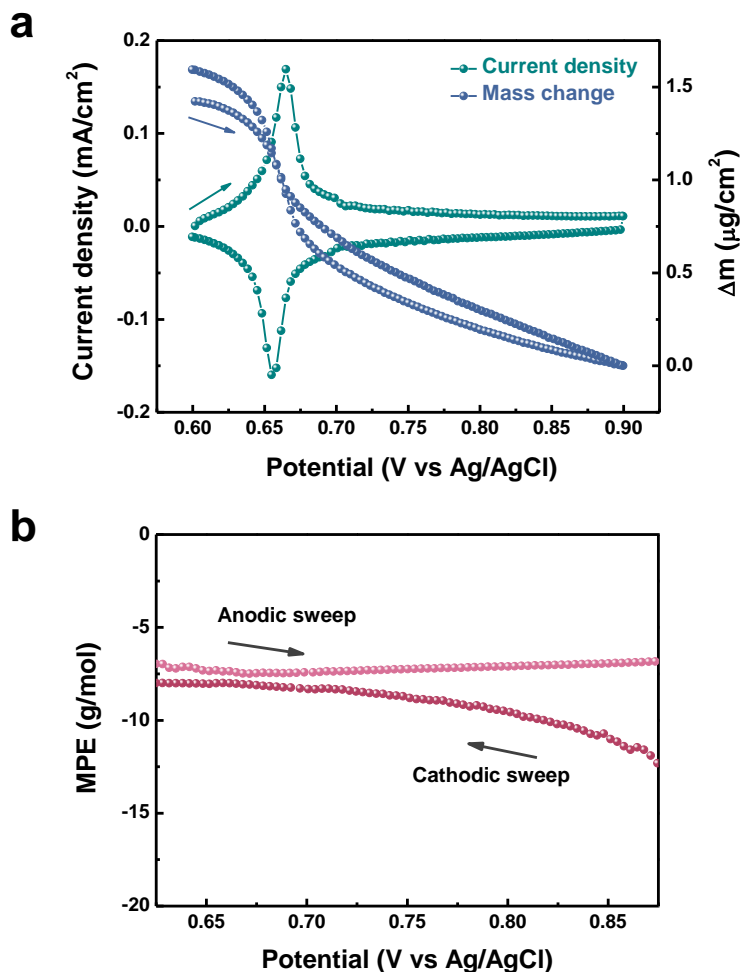 a
Current density
Mass change
0.2
0.1
0.0
-0.1
-0.2
Current density (mA/cm²)
1.5
1.0
0.5
0.0
Δm (μg/cm²)
0.60 0.65 0.70 0.75 0.80 0.85 0.90
Potential (V vs Ag/AgCl)
b
0
-5
-10
-15
-20
MPE (g/mol)
Anodic sweep
Cathodic sweep
0.65 0.70 0.75 0.80 0.85
Potential (V vs Ag/AgCl)